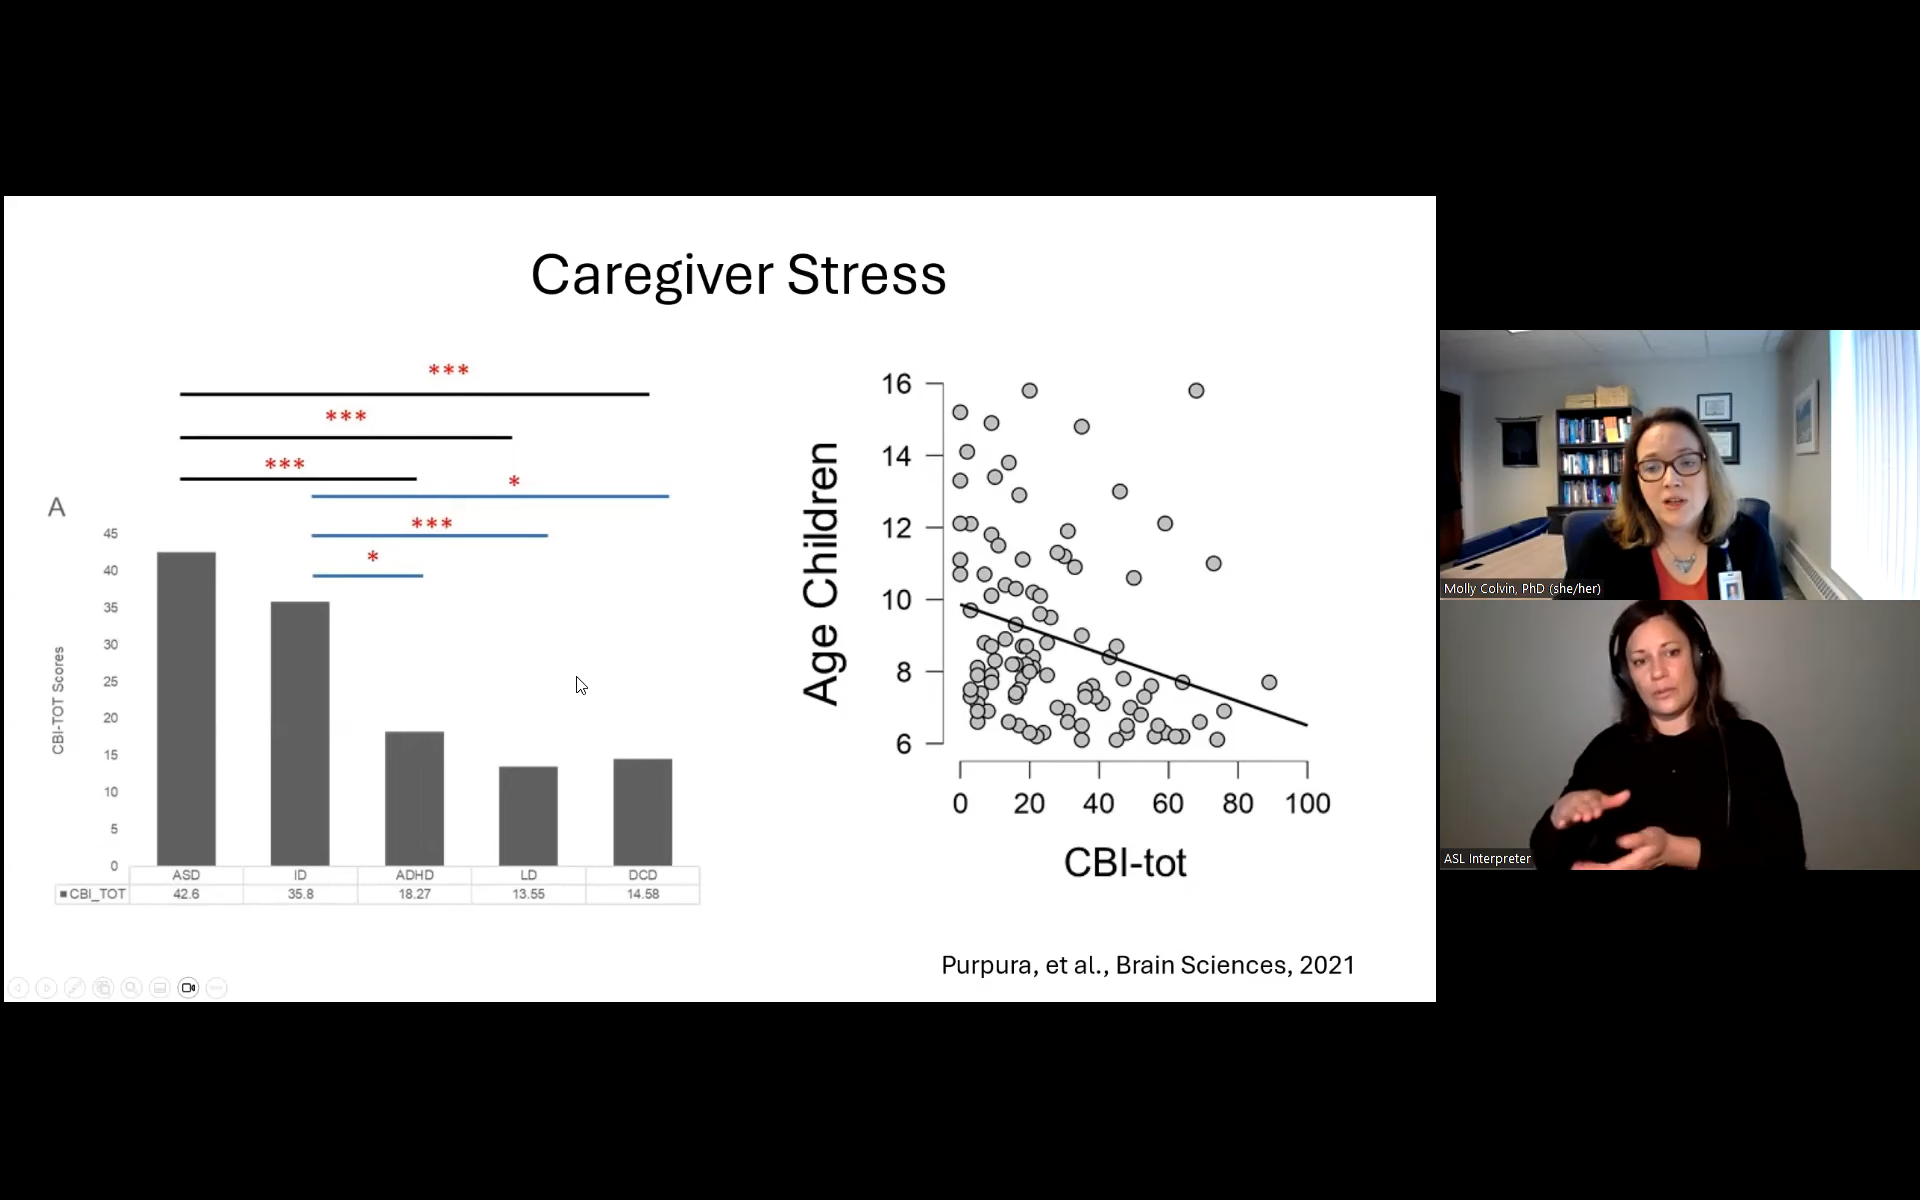 Caregiver Stress
***
***
***
*
***
*
A
45
40
35
30
25
20
15
10
5
0
CBI-TOT Scores
ASD ID ADHD LD DCD
CBI_TOT 42.6 35.8 18.27 13.55 14.58
16
14
12
10
8
6
Age Children
0 20 40 60 80 100
CBI-tot
Purpura, et al., Brain Sciences, 2021
Molly Colvin, PhD (she/her)
ASL Interpreter